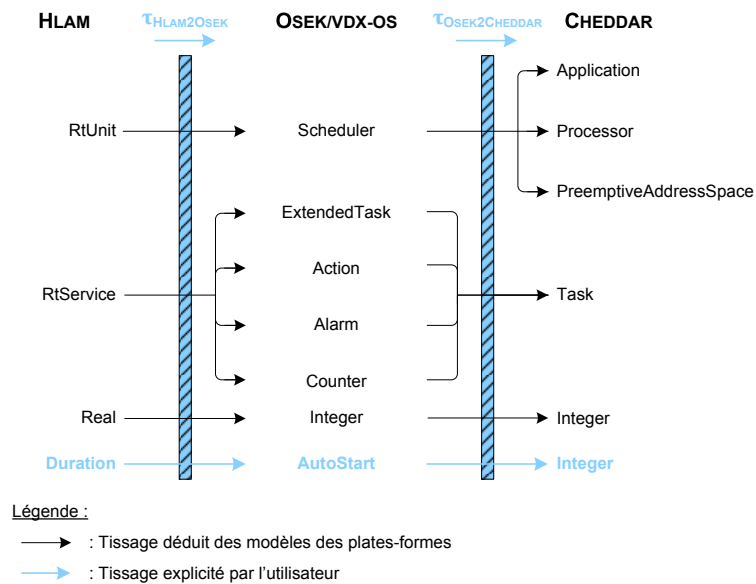 HLAM
τHLAM2OSEK
OSEK/VDX-OS
τOSEK2CHEDDAR
CHEDDAR
Application
RtUnit
Scheduler
Processor
PreemptiveAddressSpace
ExtendedTask
Action
RtService
Task
Alarm
Counter
Real
Integer
Integer
Duration
AutoStart
Integer
Légende :
: Tissage déduit des modèles des plates-formes
: Tissage explicité par l'utilisateur